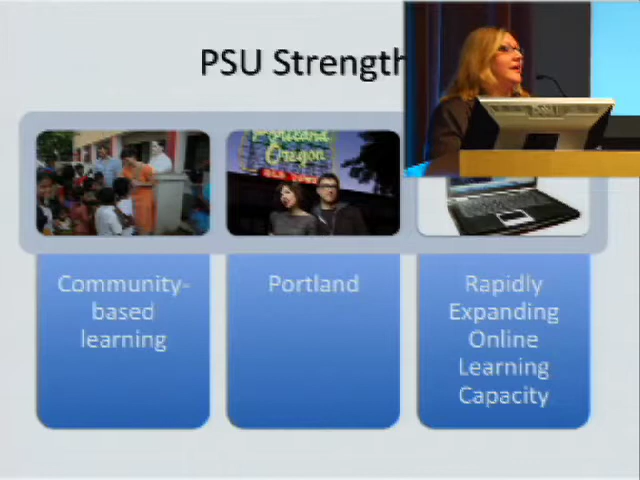 PSU Strength
Portland
Oregon
Community-
based
learning
Portland
Rapidly
Expanding
Online
Learning
Capacity